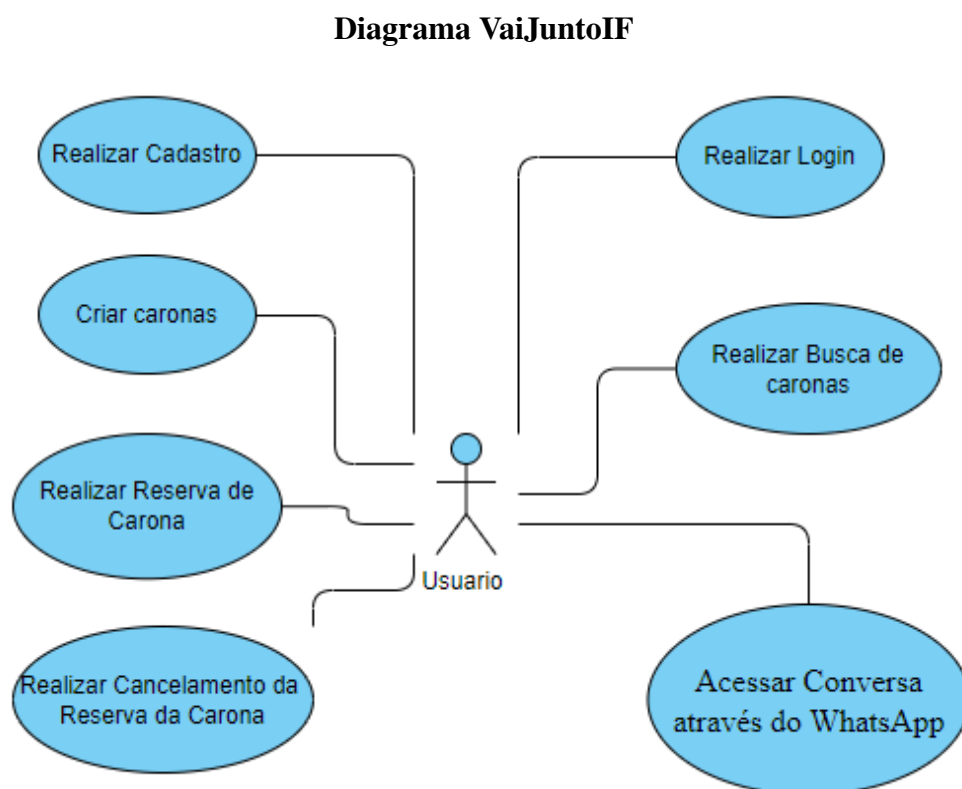 Diagrama VaiJuntoIF
Realizar Cadastro
Realizar Login
Criar caronas
Realizar Busca de
caronas
Realizar Reserva de
Carona
Usuario
Realizar Cancelamento da
Reserva da Carona
Acessar Conversa
através do WhatsApp